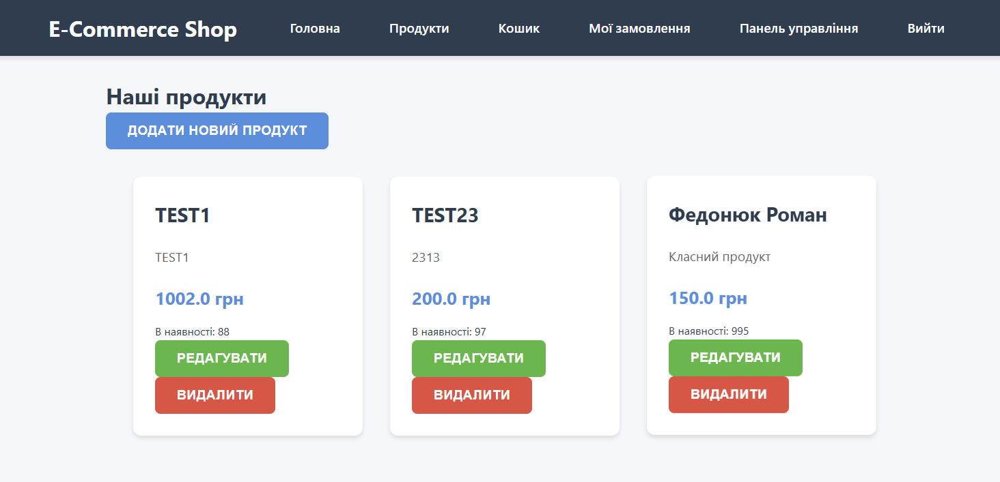 E-Commerce Shop
Головна
Продукти
Кошик
Мої замовлення
Панель управління
Вийти
Наші продукти
ДОДАТИ НОВИЙ ПРОДУКТ
TEST1
TEST1
1002.0 грн
В наявності: 88
РЕДАГУВАТИ
ВИДАЛИТИ
TEST23
2313
200.0 грн
В наявності: 97
РЕДАГУВАТИ
ВИДАЛИТИ
Федонюк Роман
Класний продукт
150.0 грн
В наявності: 995
РЕДАГУВАТИ
ВИДАЛИТИ